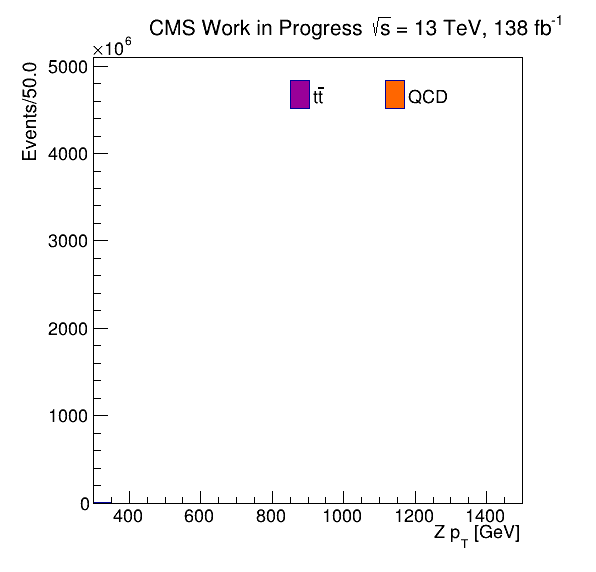 CMS Work in Progress √s = 13 TeV, 138 fb⁻¹
×10⁶
Events/50.0
5000
4000
3000
2000
1000
0
tt̄
QCD
400 600 800 1000 1200 1400
Z p_T [GeV]